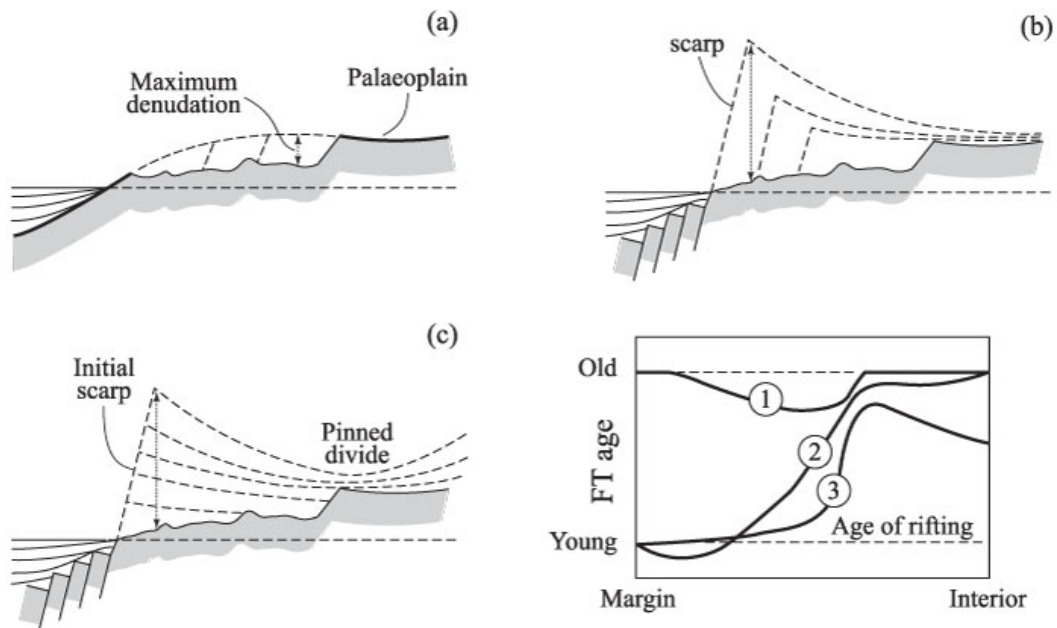 (a)
Maximum
denudation
Palaeoplain
(b)
scarp
(c)
Initial
scarp
Pinned
divide
Old
FT age
1
2
3
Age of rifting
Young
Margin
Interior